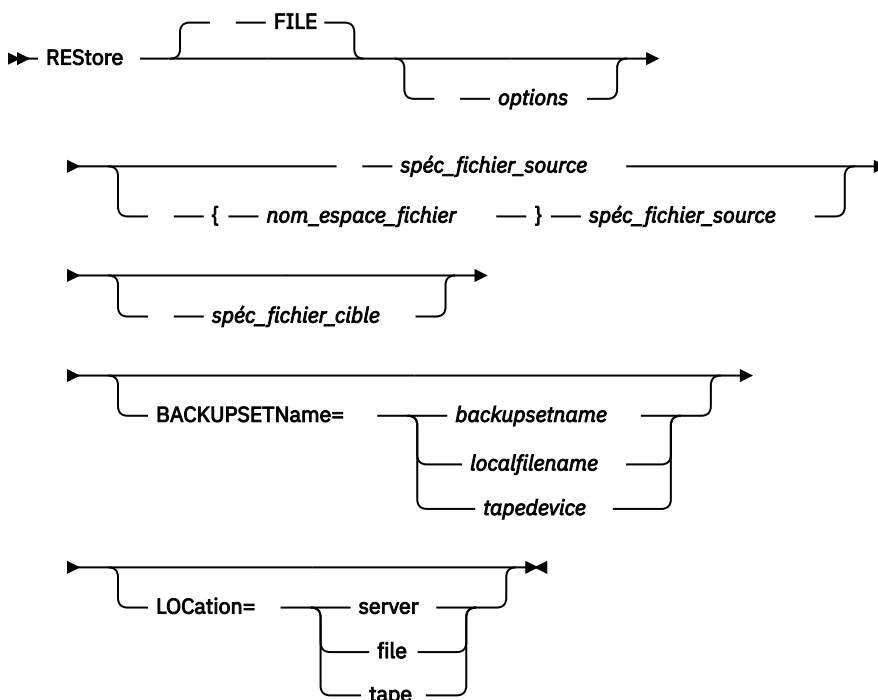 FILE
REStore
options
spéc_fichier_source
{ nom_espace_fichier } spéc_fichier_source
spéc_fichier_cible
BACKUPSETName= backupsetname
localfilename
tapedevice
LOCation= server
file
tape